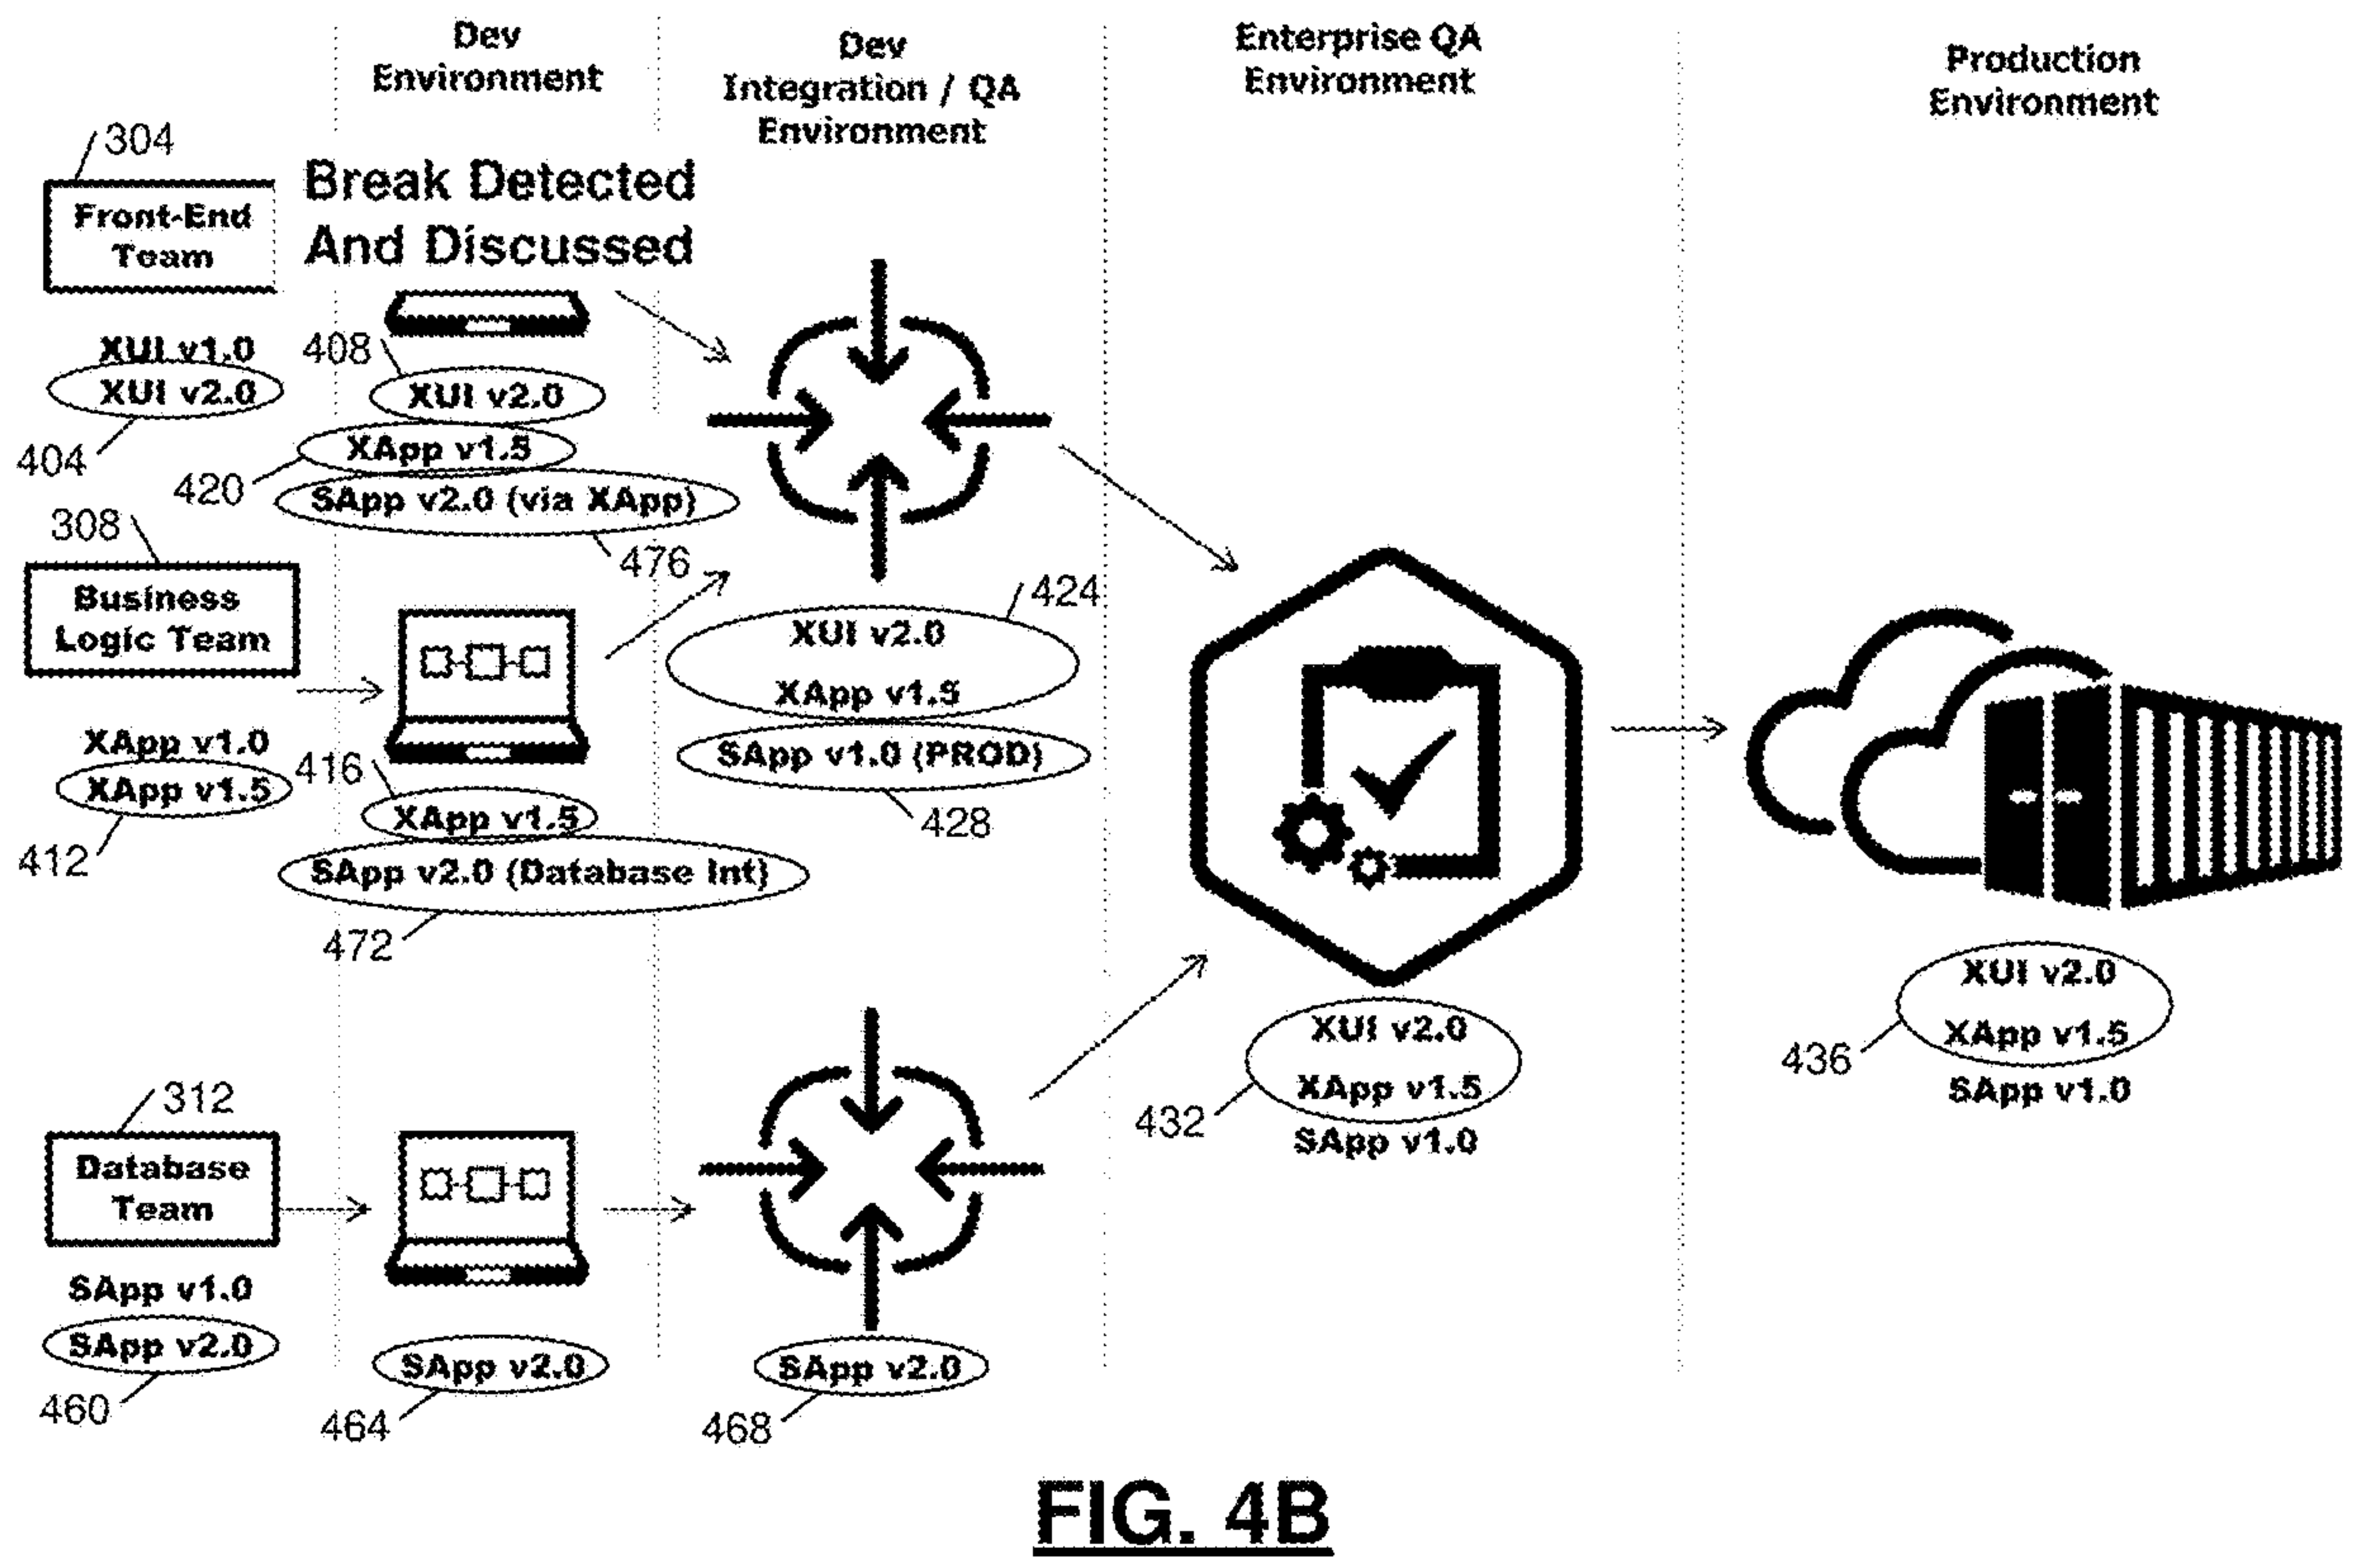 Dev
Environment
Dev
Integration / QA
Environment
Enterprise QA
Environment
Production
Environment
304
Front-End
Team
Break Detected
And Discussed
XUI v1.0
XUI v2.0
404
408
XUI v2.0
XApp v1.5
420
SApp v2.0 (via XApp)
476
308
Business
Logic Team
XApp v1.0
XApp v1.5
412
416
XApp v1.5
SApp v2.0 (Database Int)
472
424
XUI v2.0
XApp v1.5
SApp v1.0 (PROD)
428
312
Database
Team
SApp v1.0
SApp v2.0
460
SApp v2.0
464
SApp v2.0
468
XUI v2.0
XApp v1.5
432
SApp v1.0
XUI v2.0
XApp v1.5
436
SApp v1.0
FIG. 4B